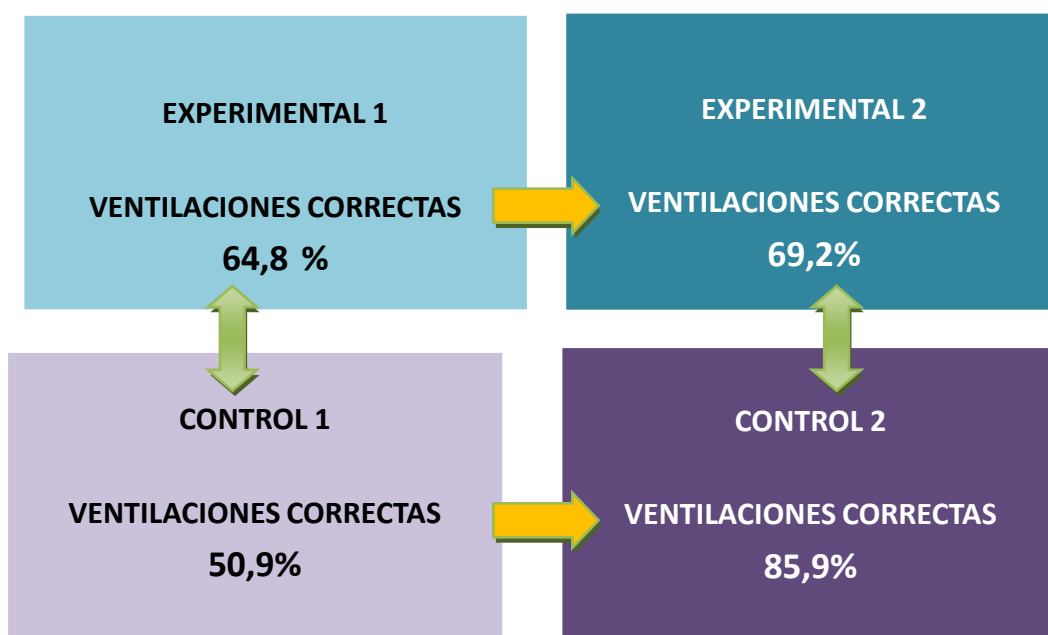 EXPERIMENTAL 1
VENTILACIONES CORRECTAS
64,8 %
EXPERIMENTAL 2
VENTILACIONES CORRECTAS
69,2%
CONTROL 1
VENTILACIONES CORRECTAS
50,9%
CONTROL 2
VENTILACIONES CORRECTAS
85,9%